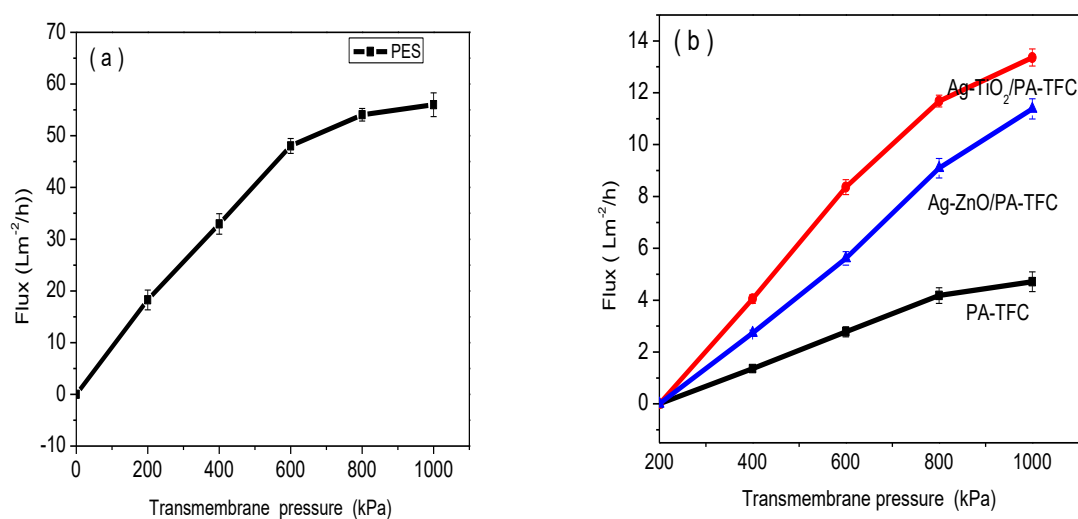 ( a )
PES
70
60
50
40
30
20
10
0
-10
Flux (Lm⁻²/h))
0 200 400 600 800 1000
Transmembrane pressure (kPa)
( b )
14
12
10
8
6
4
2
0
Flux ( Lm⁻²/h)
Ag-TiO₂/PA-TFC
Ag-ZnO/PA-TFC
PA-TFC
200 400 600 800 1000
Transmembrane pressure (kPa)